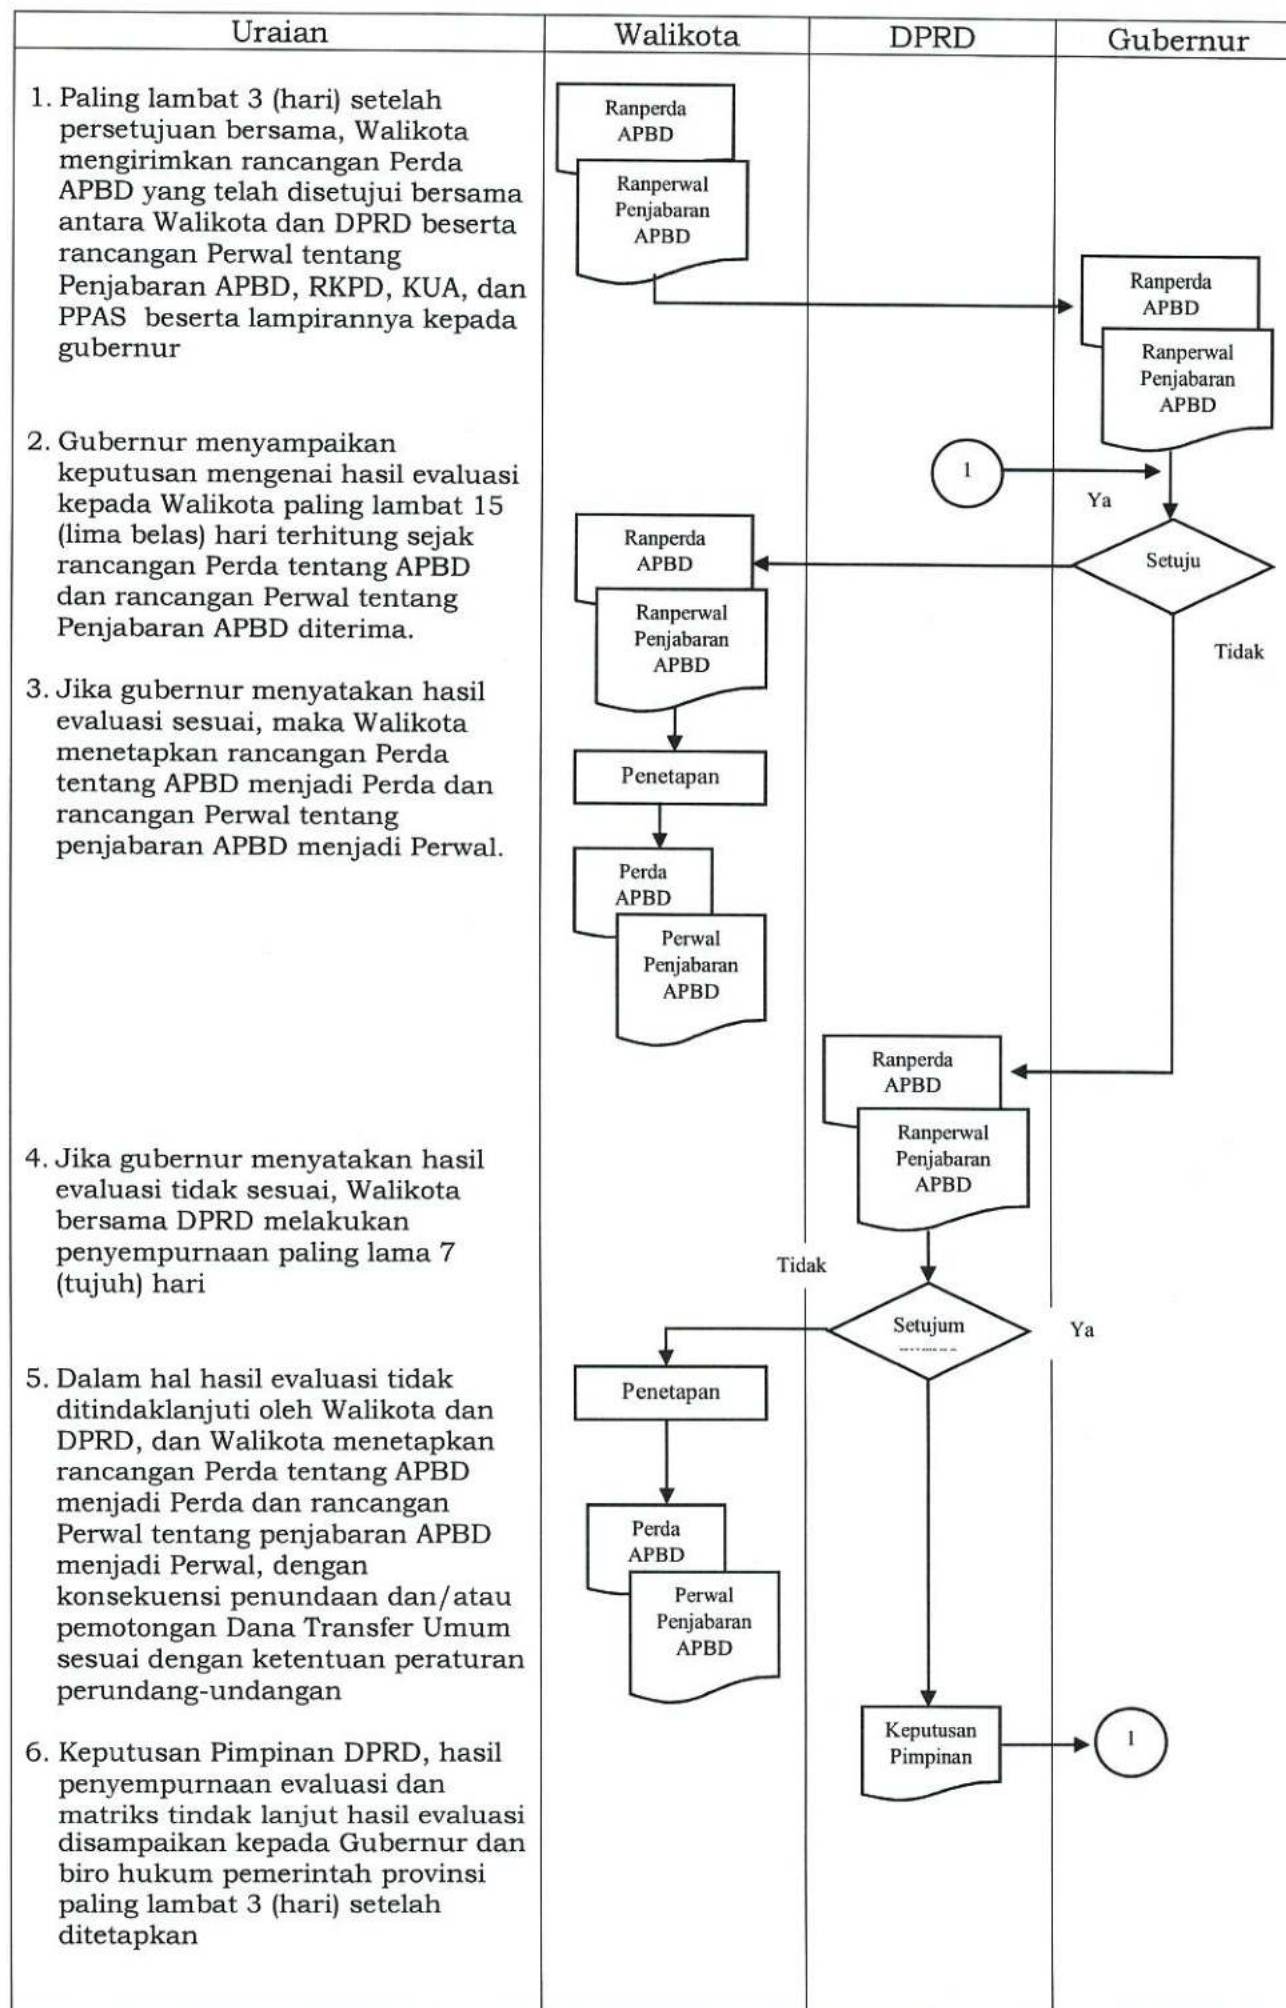 Uraian
Walikota
DPRD
Gubernur
1. Paling lambat 3 (hari) setelah
persetujuan bersama, Walikota
mengirimkan rancangan Perda
APBD yang telah disetujui bersama
antara Walikota dan DPRD beserta
rancangan Perwal tentang
Penjabaran APBD, RKPD, KUA, dan
PPAS beserta lampirannya kepada
gubernur
Ranperda
APBD
Ranperwal
Penjabaran
APBD
Ranperda
APBD
Ranperwal
Penjabaran
APBD
2. Gubernur menyampaikan
keputusan mengenai hasil evaluasi
kepada Walikota paling lambat 15
(lima belas) hari terhitung sejak
rancangan Perda tentang APBD
dan rancangan Perwal tentang
Penjabaran APBD diterima.
1
Ya
Setuju
Tidak
Ranperda
APBD
Ranperwal
Penjabaran
APBD
3. Jika gubernur menyatakan hasil
evaluasi sesuai, maka Walikota
menetapkan rancangan Perda
tentang APBD menjadi Perda dan
rancangan Perwal tentang
penjabaran APBD menjadi Perwal.
Penetapan
Perda
APBD
Perwal
Penjabaran
APBD
Ranperda
APBD
Ranperwal
Penjabaran
APBD
4. Jika gubernur menyatakan hasil
evaluasi tidak sesuai, Walikota
bersama DPRD melakukan
penyempurnaan paling lama 7
(tujuh) hari
Tidak
Setujum
Ya
5. Dalam hal hasil evaluasi tidak
ditindaklanjuti oleh Walikota dan
DPRD, dan Walikota menetapkan
rancangan Perda tentang APBD
menjadi Perda dan rancangan
Perwal tentang penjabaran APBD
menjadi Perwal, dengan
konsekuensi penundaan dan/atau
pemotongan Dana Transfer Umum
sesuai dengan ketentuan peraturan
perundang-undangan
Penetapan
Perda
APBD
Perwal
Penjabaran
APBD
6. Keputusan Pimpinan DPRD, hasil
penyempurnaan evaluasi dan
matriks tindak lanjut hasil evaluasi
disampaikan kepada Gubernur dan
biro hukum pemerintah provinsi
paling lambat 3 (hari) setelah
ditetapkan
Keputusan
Pimpinan
1